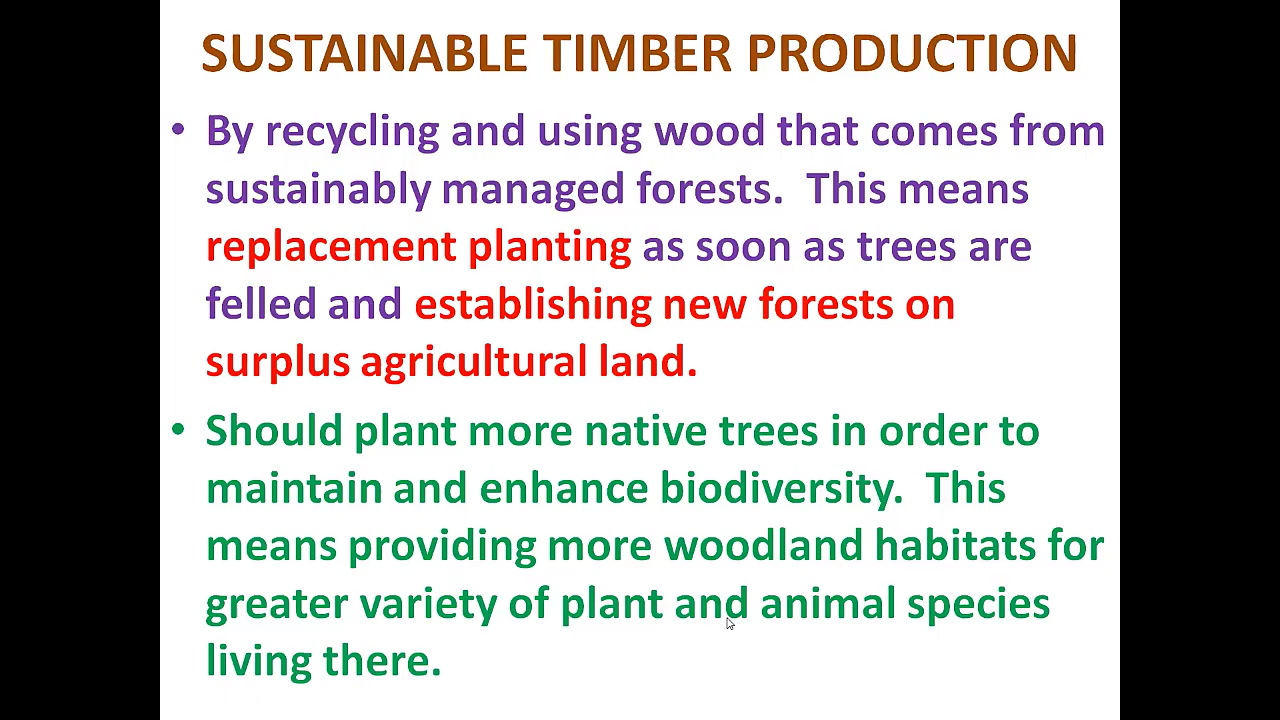 SUSTAINABLE TIMBER PRODUCTION
• By recycling and using wood that comes from
sustainably managed forests.  This means
replacement planting as soon as trees are
felled and establishing new forests on
surplus agricultural land.
• Should plant more native trees in order to
maintain and enhance biodiversity.  This
means providing more woodland habitats for
greater variety of plant and animal species
living there.